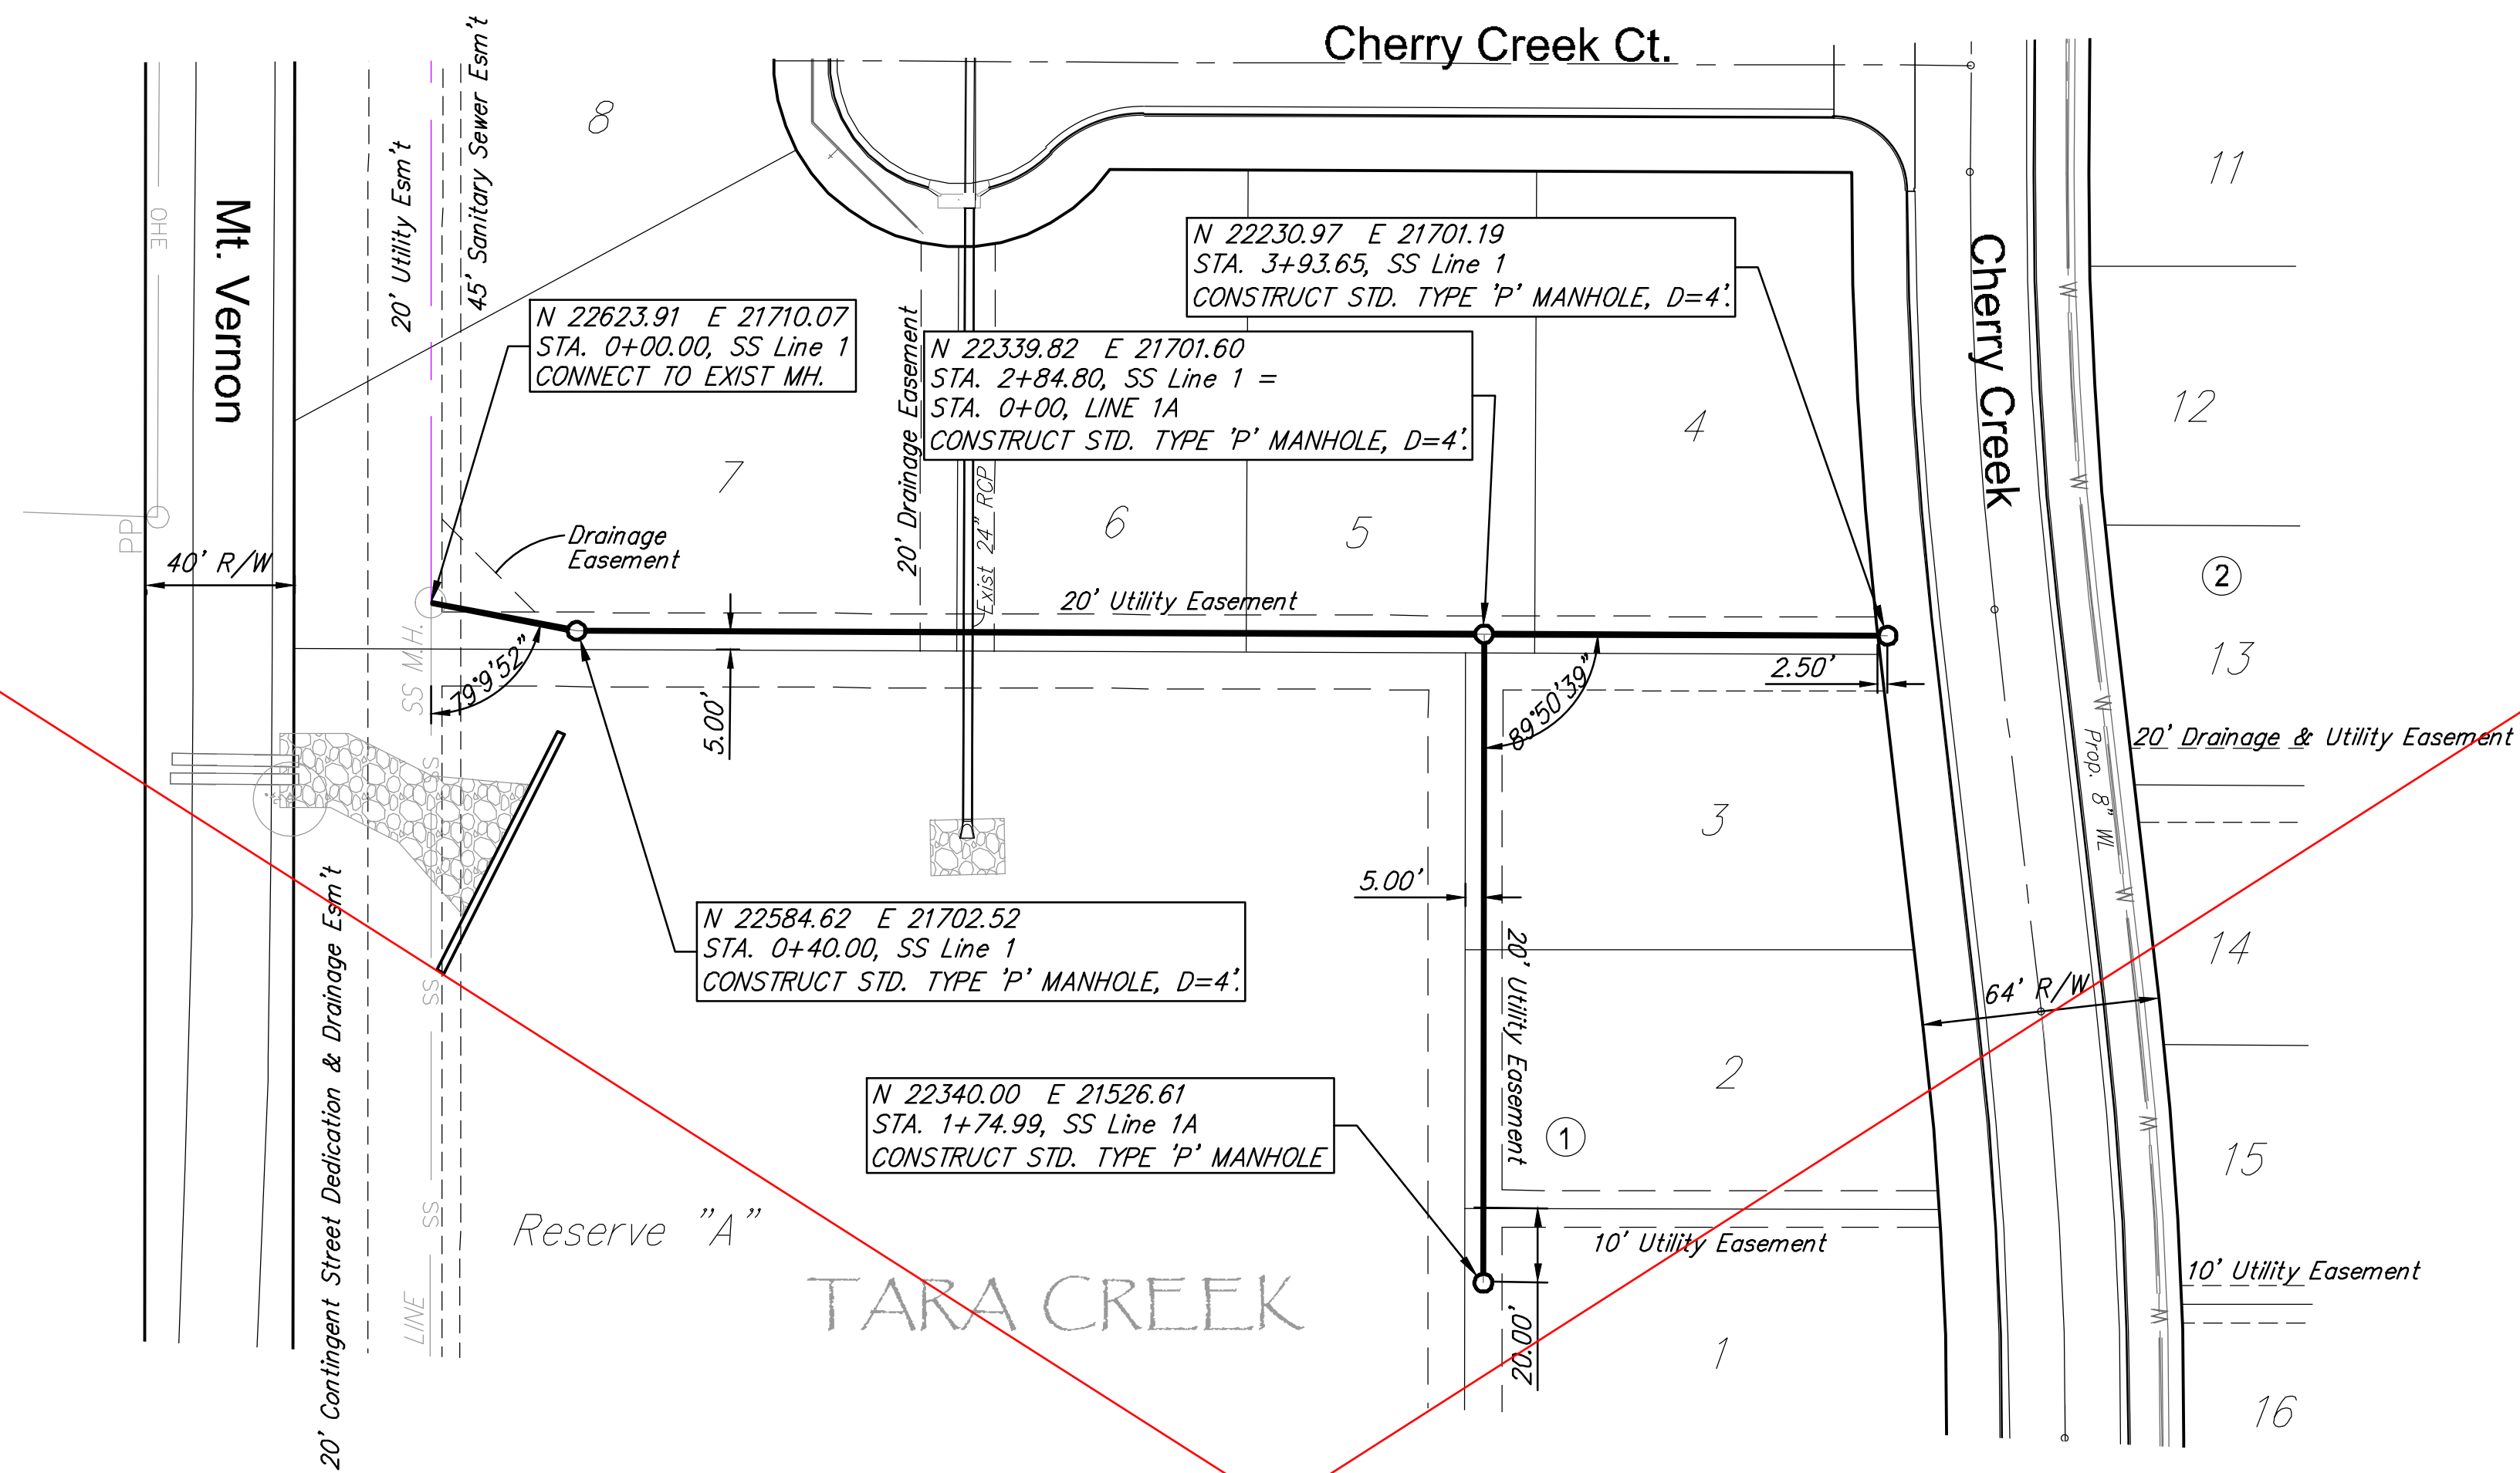 Cherry Creek Ct.
20' Utility Esm't
45' Sanitary Sewer Esm't
8
11
OHE
Mt. Vernon
N 22230.97 E 21701.19
STA. 3+93.65, SS Line 1
CONSTRUCT STD. TYPE 'P' MANHOLE, D=4'.
Cherry Creek
W
N 22623.91 E 21710.07
STA. 0+00.00, SS Line 1
CONNECT TO EXIST MH.
20' Drainage Easement
N 22339.82 E 21701.60
STA. 2+84.80, SS Line 1 =
STA. 0+00, LINE 1A
CONSTRUCT STD. TYPE 'P' MANHOLE, D=4'.
4
12
7
W
Exist 24" RCP
6
5
PP
40' R/W
Drainage
Easement
20' Utility Easement
2
SS M.H.
79°9'52"
5.00'
89°50'39"
2.50'
13
W
20' Drainage & Utility Easement
Prop. 8" WL
SS
3
5.00'
W
20' Contingent Street Dedication & Drainage Esm't
N 22584.62 E 21702.52
STA. 0+40.00, SS Line 1
CONSTRUCT STD. TYPE 'P' MANHOLE, D=4'.
20' Utility Easement
14
64' R/W
SS
2
N 22340.00 E 21526.61
STA. 1+74.99, SS Line 1A
CONSTRUCT STD. TYPE 'P' MANHOLE
1
W
15
SS
Reserve "A"
10' Utility Easement
10' Utility Easement
LINE
TARA CREEK
20.00'
W
1
16